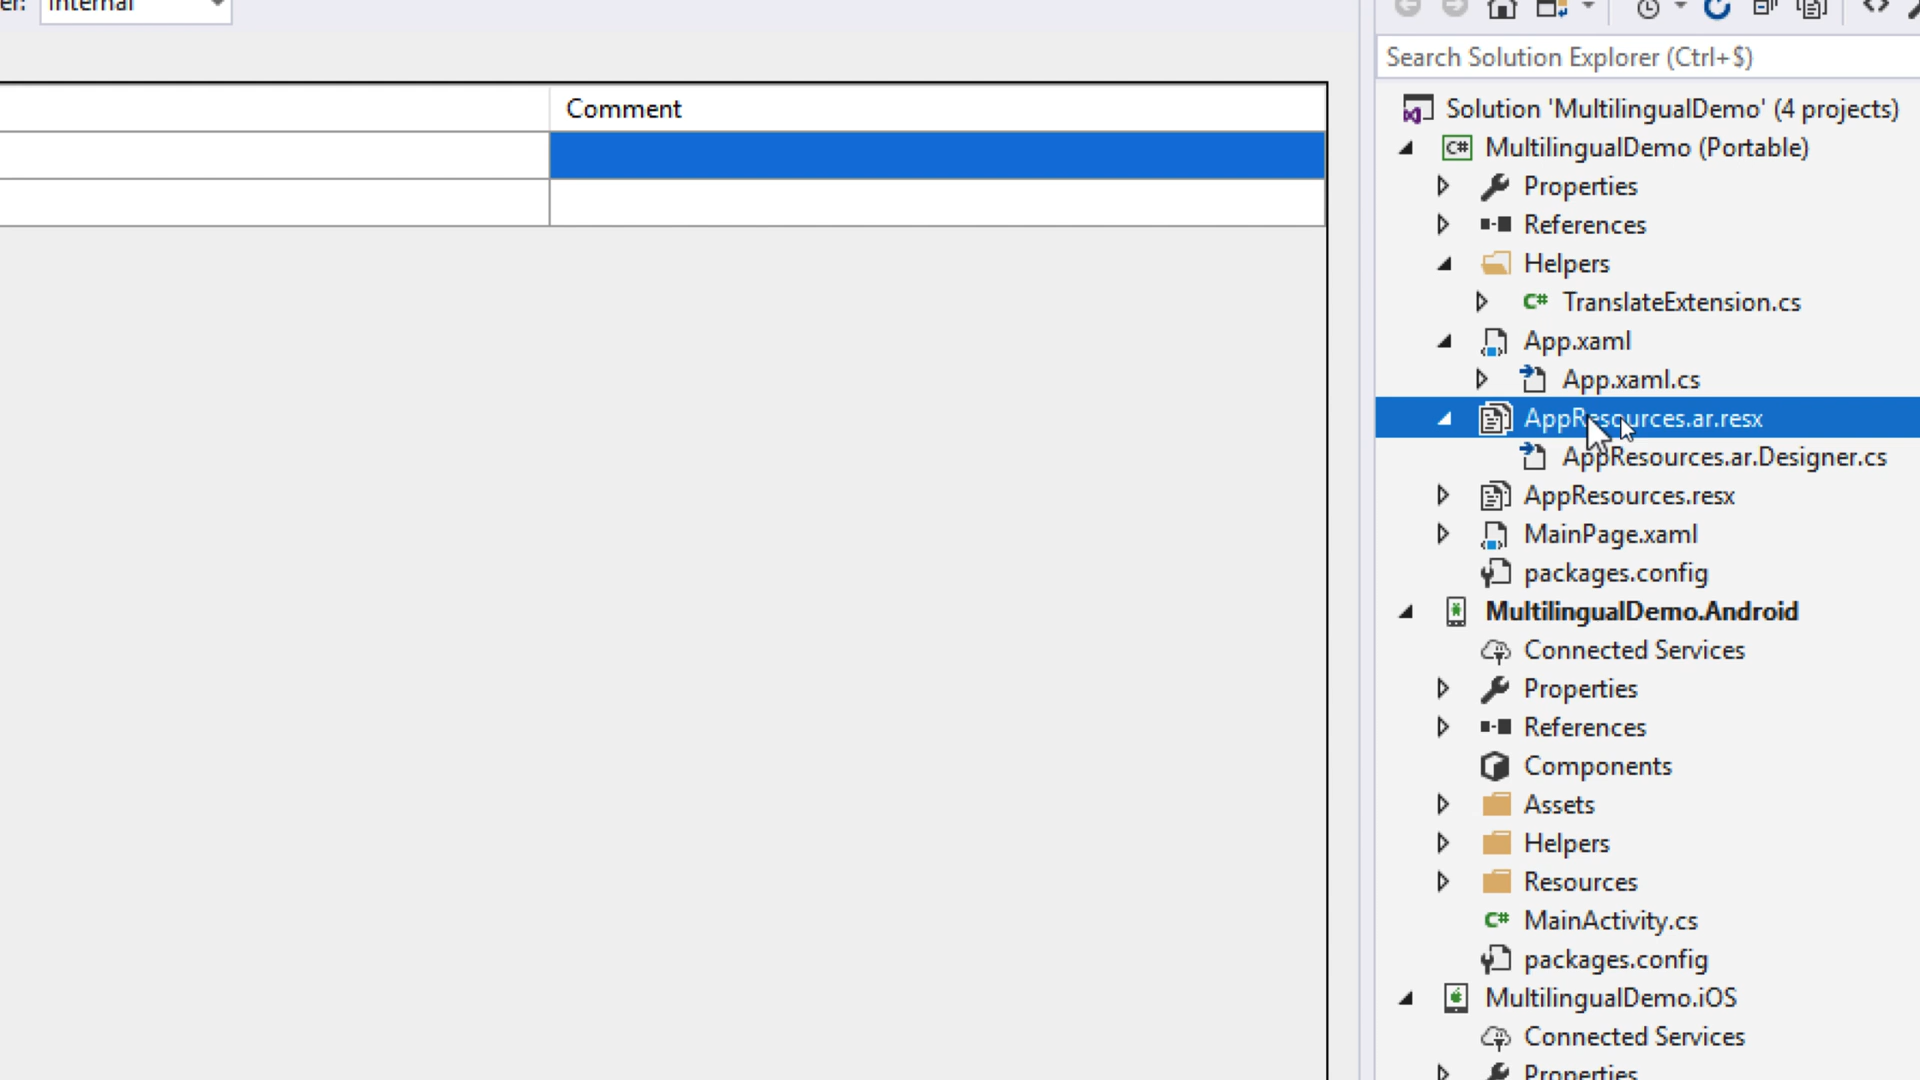 er: Internal
Search Solution Explorer (Ctrl+$)
Comment
Solution 'MultilingualDemo' (4 projects)
C# MultilingualDemo (Portable)
Properties
References
Helpers
C# TranslateExtension.cs
App.xaml
App.xaml.cs
AppResources.ar.resx
AppResources.ar.Designer.cs
AppResources.resx
MainPage.xaml
packages.config
MultilingualDemo.Android
Connected Services
Properties
References
Components
Assets
Helpers
Resources
C# MainActivity.cs
packages.config
MultilingualDemo.iOS
Connected Services
Properties